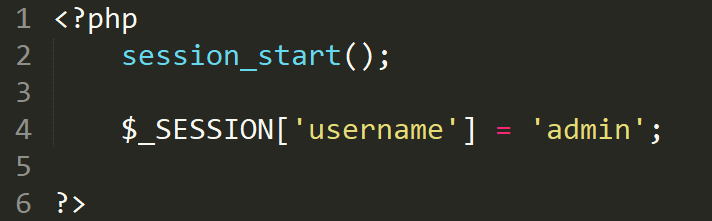 1 <?php
2     session_start();
3
4     $_SESSION['username'] = 'admin';
5
6 ?>